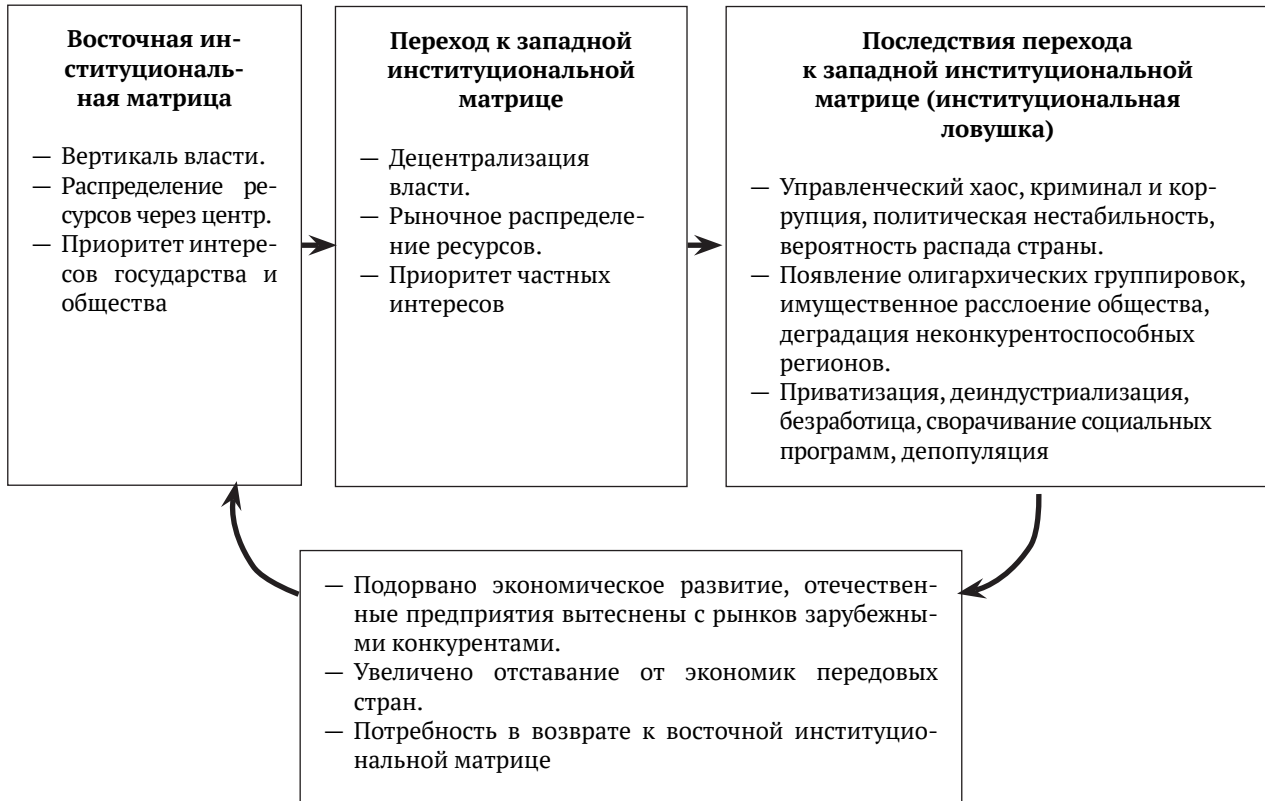 Восточная ин-
ституциональ-
ная матрица
— Вертикаль власти.
— Распределение ре-
сурсов через центр.
— Приоритет интере-
сов государства и
общества
Переход к западной
институциональной
матрице
— Децентрализация
власти.
— Рыночное распределе-
ние ресурсов.
— Приоритет частных
интересов
Последствия перехода
к западной институциональной
матрице (институциональная
ловушка)
— Управленческий хаос, криминал и кор-
рупция, политическая нестабильность,
вероятность распада страны.
— Появление олигархических группировок,
имущественное расслоение общества,
деградация неконкурентоспособных
регионов.
— Приватизация, деиндустриализация,
безработица, сворачивание социальных
программ, депопуляция
— Подорвано экономическое развитие, отечествен-
ные предприятия вытеснены с рынков зарубежны-
ми конкурентами.
— Увеличено отставание от экономик передовых
стран.
— Потребность в возврате к восточной институцио-
нальной матрице